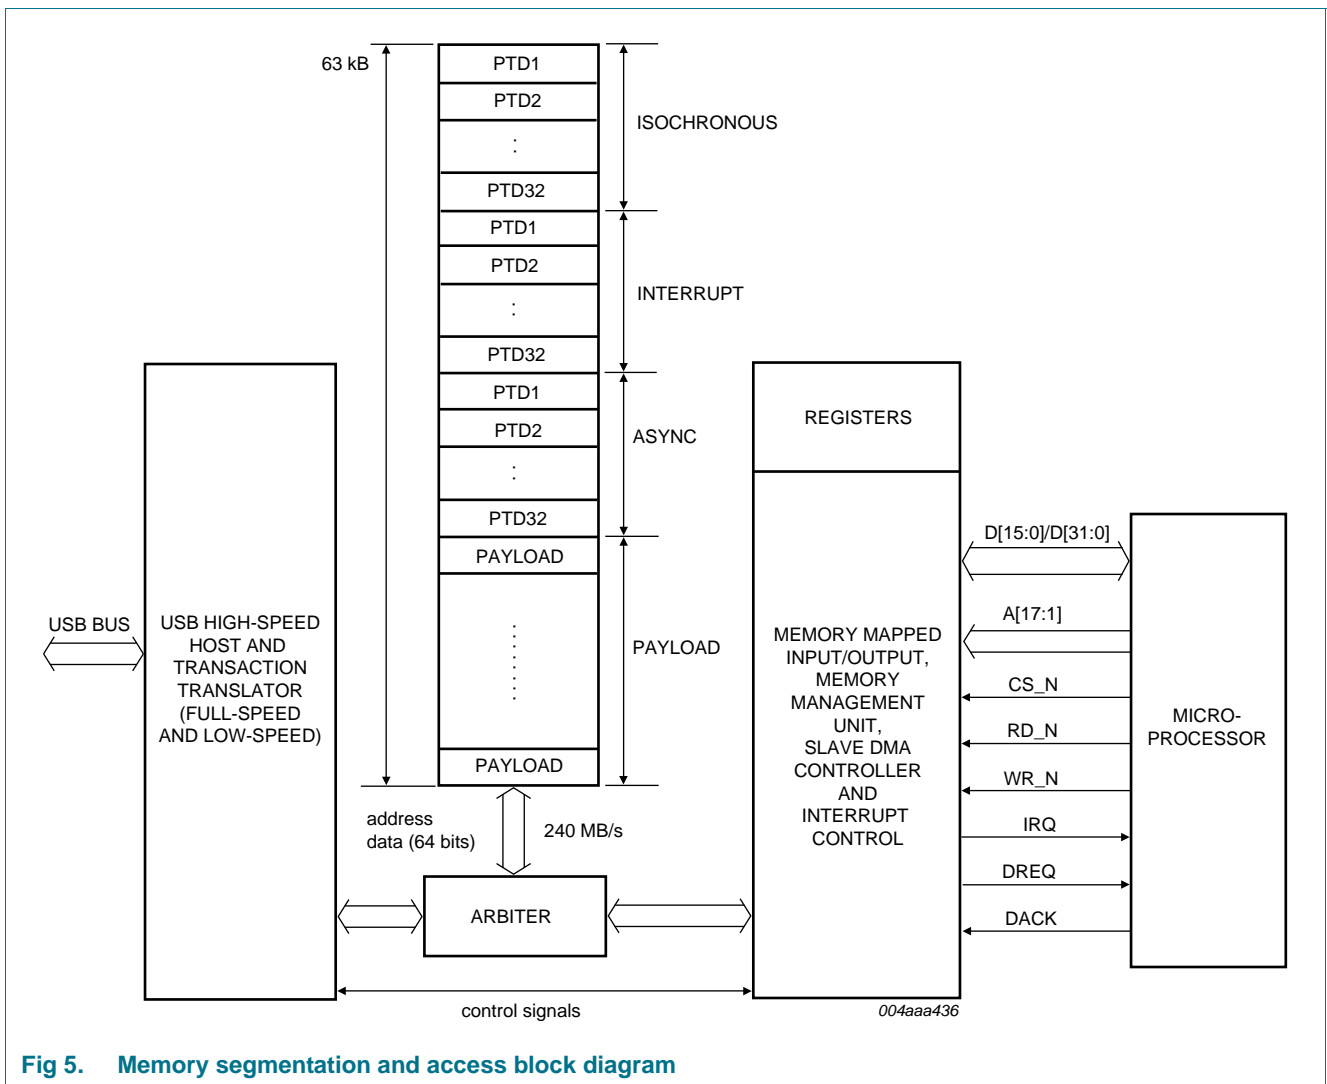 63 kB
PTD1
PTD2
:
PTD32
ISOCHRONOUS
PTD1
PTD2
:
PTD32
INTERRUPT
PTD1
PTD2
:
PTD32
ASYNC
PAYLOAD
PAYLOAD
PAYLOAD
address
data (64 bits)
240 MB/s
ARBITER
USB BUS
USB HIGH-SPEED
HOST AND
TRANSACTION
TRANSLATOR
(FULL-SPEED
AND LOW-SPEED)
control signals
REGISTERS
MEMORY MAPPED
INPUT/OUTPUT,
MEMORY
MANAGEMENT
UNIT,
SLAVE DMA
CONTROLLER
AND
INTERRUPT
CONTROL
D[15:0]/D[31:0]
A[17:1]
CS_N
RD_N
WR_N
IRQ
DREQ
DACK
MICRO-
PROCESSOR
004aaa436
Fig 5. Memory segmentation and access block diagram